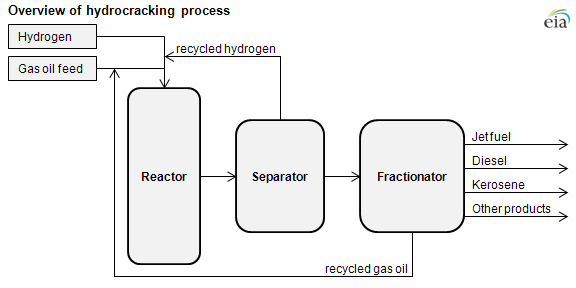 Overview of hydrocracking process
eia
Hydrogen
recycled hydrogen
Gas oil feed
Reactor
Separator
Fractionator
Jet fuel
Diesel
Kerosene
Other products
recycled gas oil